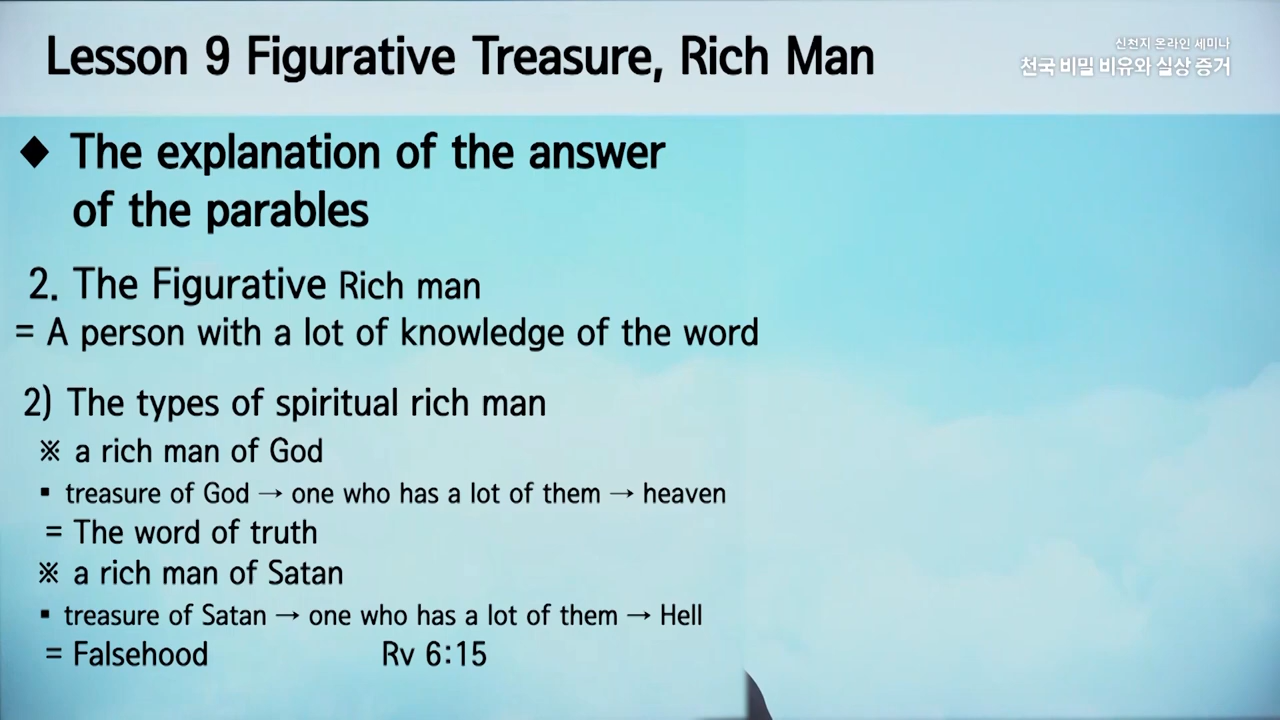 Lesson 9 Figurative Treasure, Rich Man
신천지 온라인 세미나
천국 비밀 비유와 실상 증거
◆ The explanation of the answer
of the parables
2. The Figurative Rich man
= A person with a lot of knowledge of the word
2) The types of spiritual rich man
※ a rich man of God
▪ treasure of God → one who has a lot of them → heaven
= The word of truth
※ a rich man of Satan
▪ treasure of Satan → one who has a lot of them → Hell
= Falsehood Rv 6:15